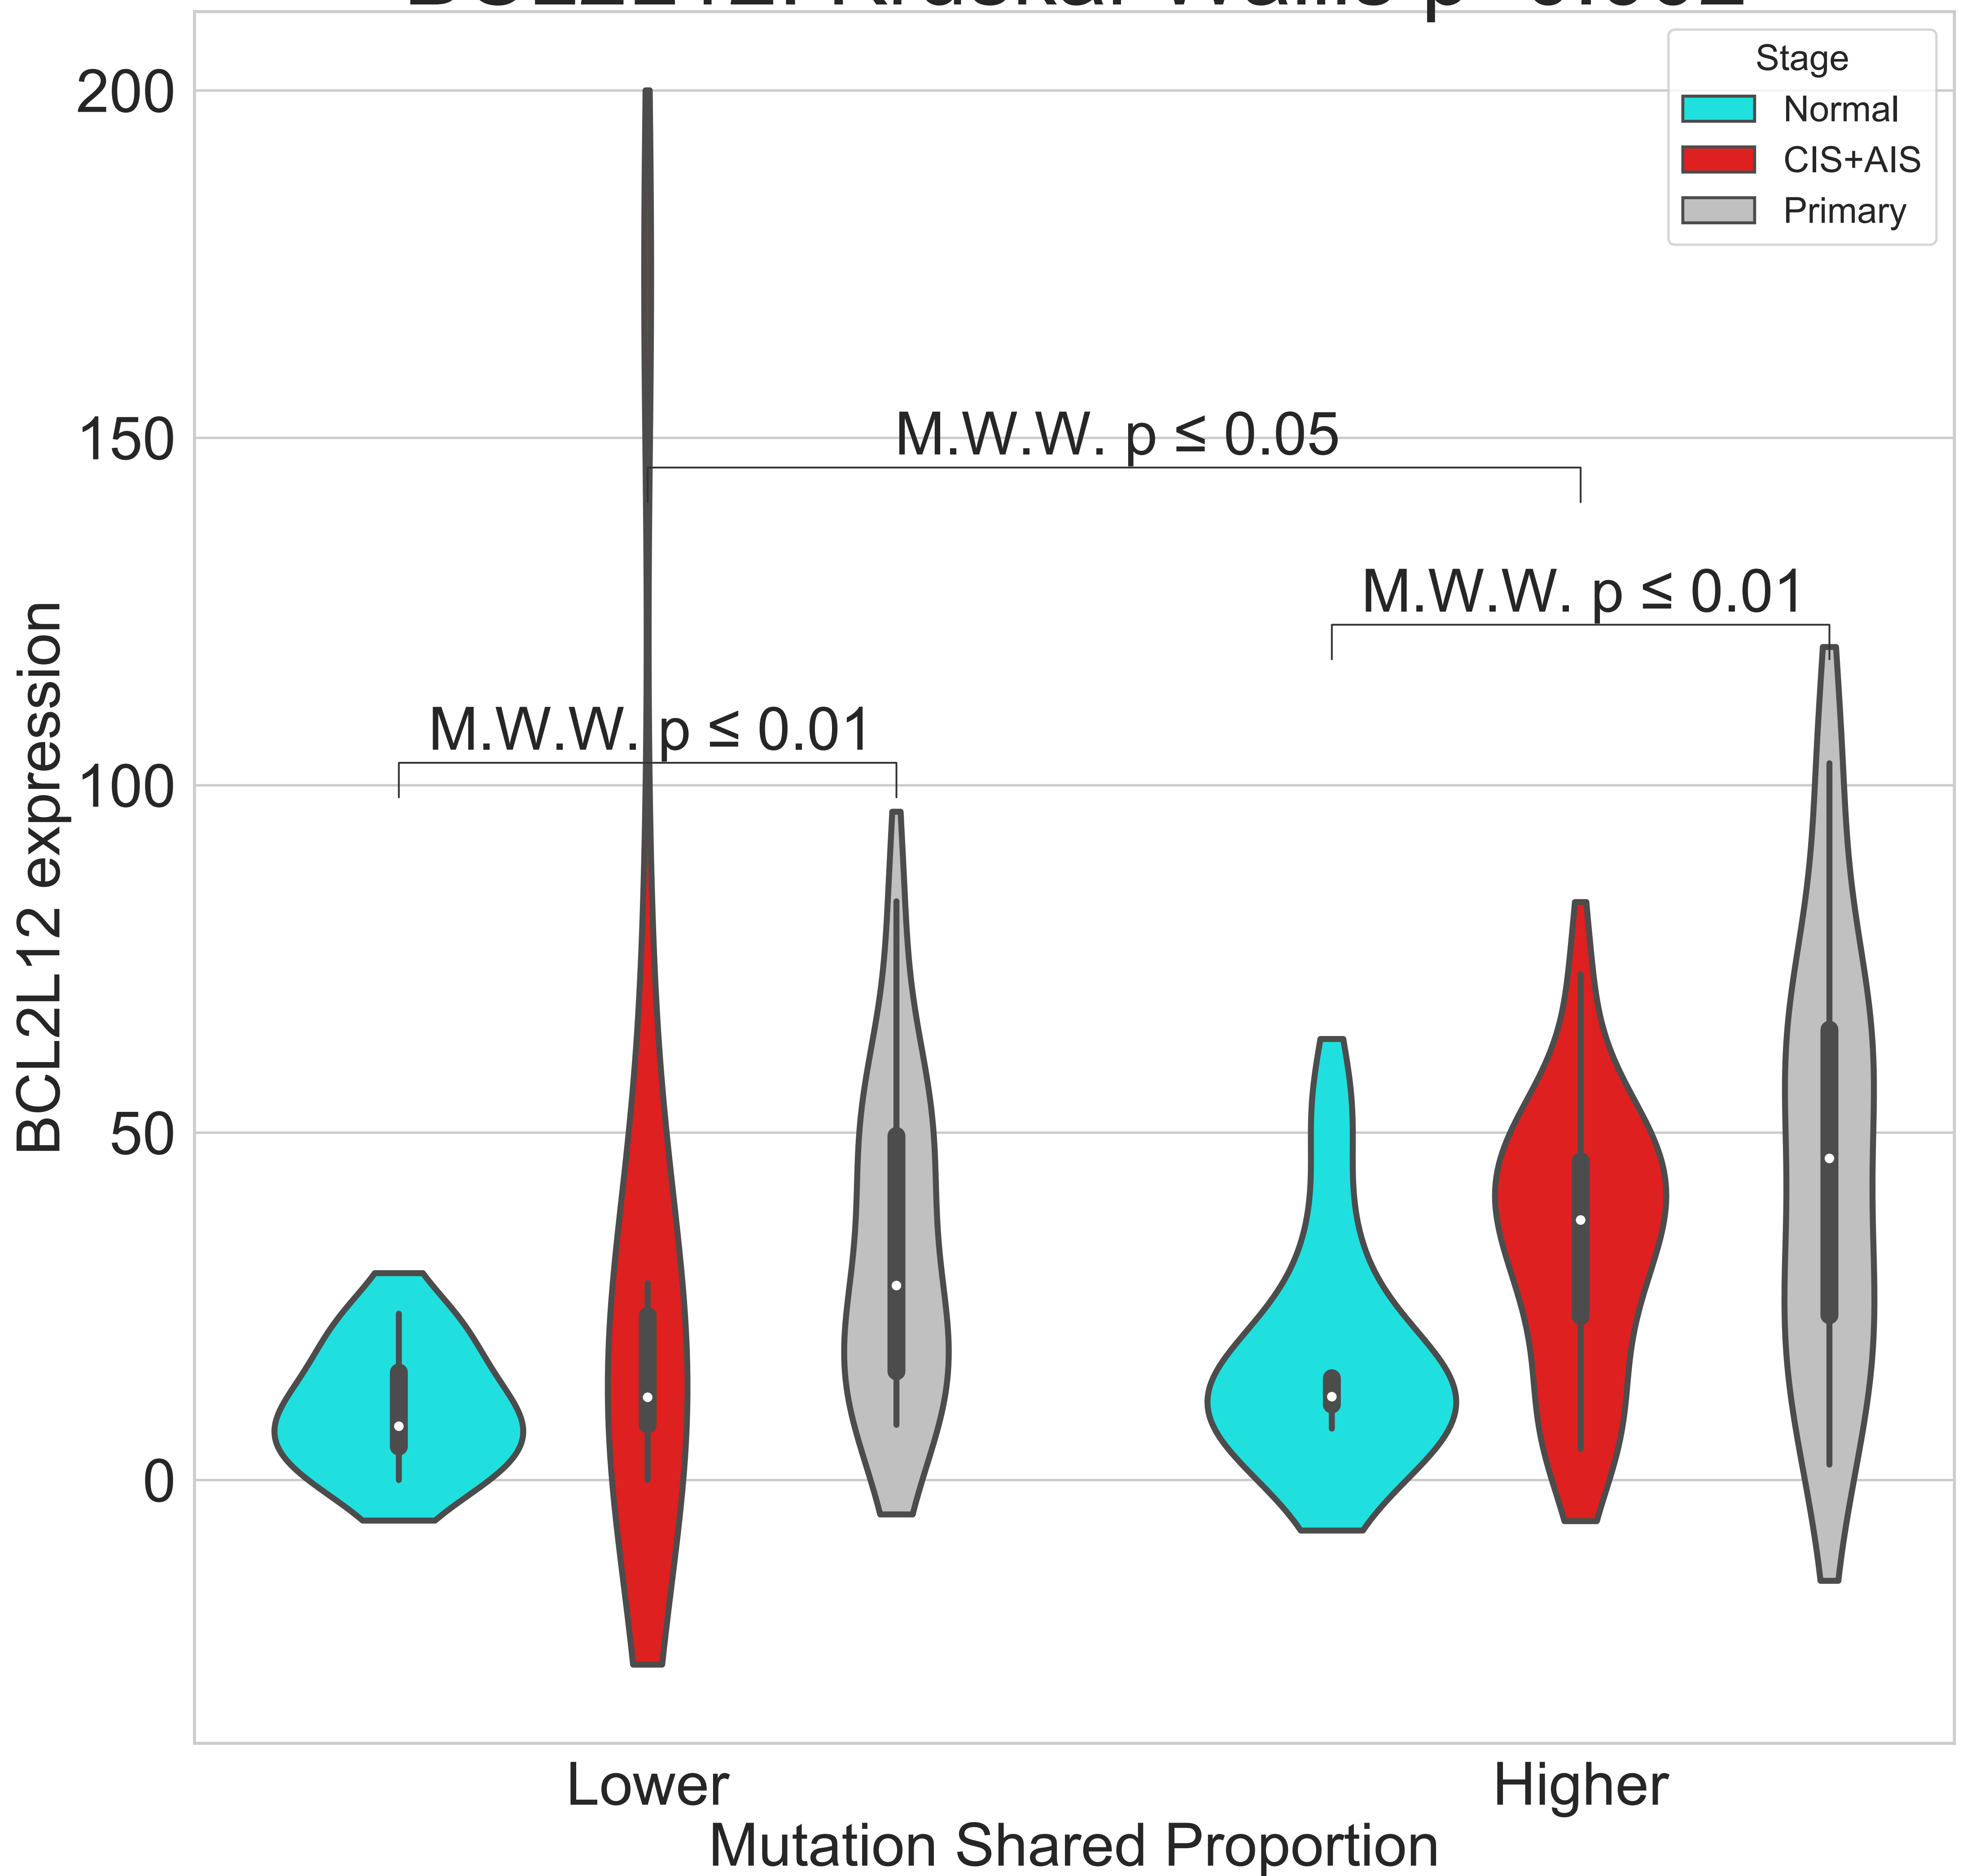 Stage
Normal
CIS+AIS
Primary
200
150
100
50
0
BCL2L12 expression
M.W.W. p ≤ 0.05
M.W.W. p ≤ 0.01
M.W.W. p ≤ 0.01
Lower
Higher
Mutation Shared Proportion